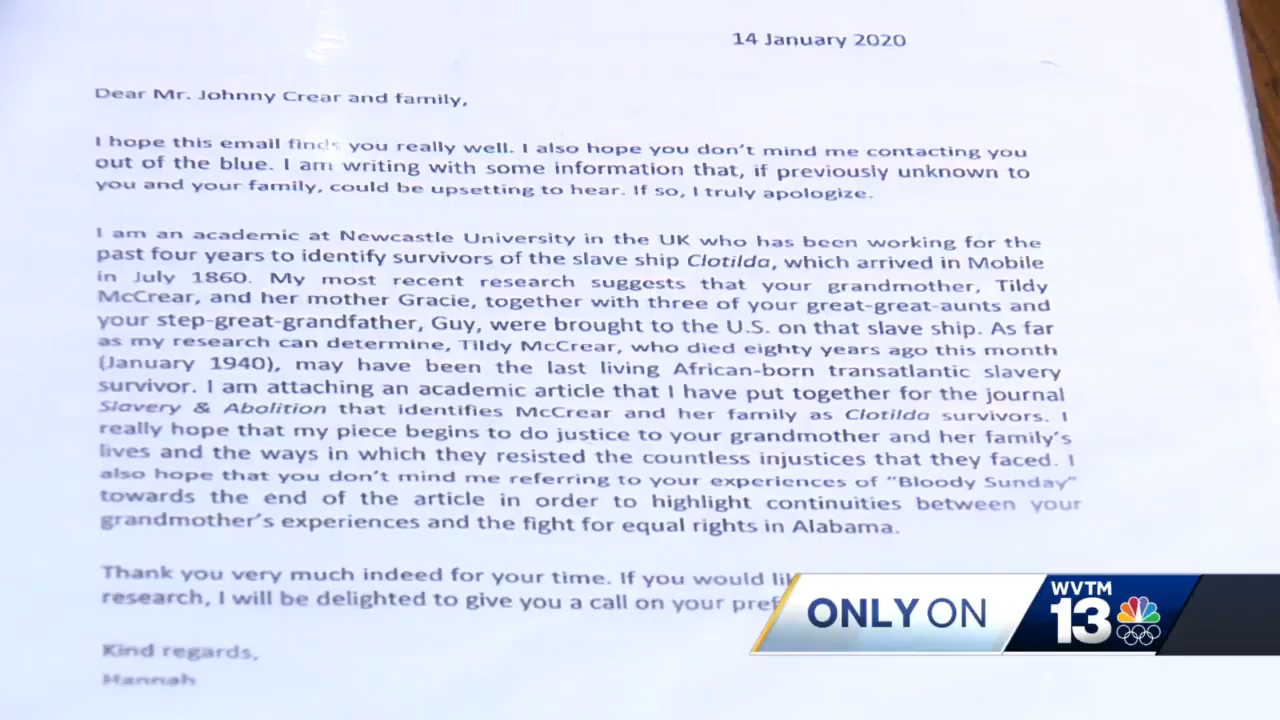 14 January 2020
Dear Mr. Johnny Crear and family,
I hope this email finds you really well. I also hope you don't mind me contacting you
out of the blue. I am writing with some information that, if previously unknown to
you and your family, could be upsetting to hear. If so, I truly apologize.
I am an academic at Newcastle University in the UK who has been working for the
past four years to identify survivors of the slave ship Clotilda, which arrived in Mobile
in July 1860. My most recent research suggests that your grandmother, Tildy
McCrear, and her mother Gracie, together with three of your great-great-aunts and
your step-great-grandfather, Guy, were brought to the U.S. on that slave ship. As far
as my research can determine, Tildy McCrear, who died eighty years ago this month
(January 1940), may have been the last living African-born transatlantic slavery
survivor. I am attaching an academic article that I have put together for the journal
Slavery & Abolition that identifies McCrear and her family as Clotilda survivors. I
really hope that my piece begins to do justice to your grandmother and her family's
lives and the ways in which they resisted the countless injustices that they faced. I
also hope that you don't mind me referring to your experiences of "Bloody Sunday"
towards the end of the article in order to highlight continuities between your
grandmother's experiences and the fight for equal rights in Alabama.
Thank you very much indeed for your time. If you would
research, I will be delighted to give you a call on your
Kind regards,
Hannah
ONLY ON
WVTM
13